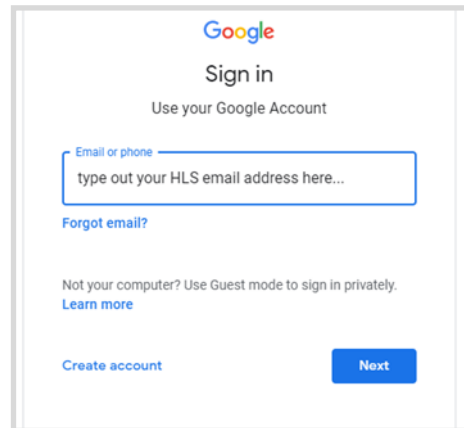 Google
Sign in
Use your Google Account
Email or phone
type out your HLS email address here...
Forgot email?
Not your computer? Use Guest mode to sign in privately.
Learn more
Create account
Next